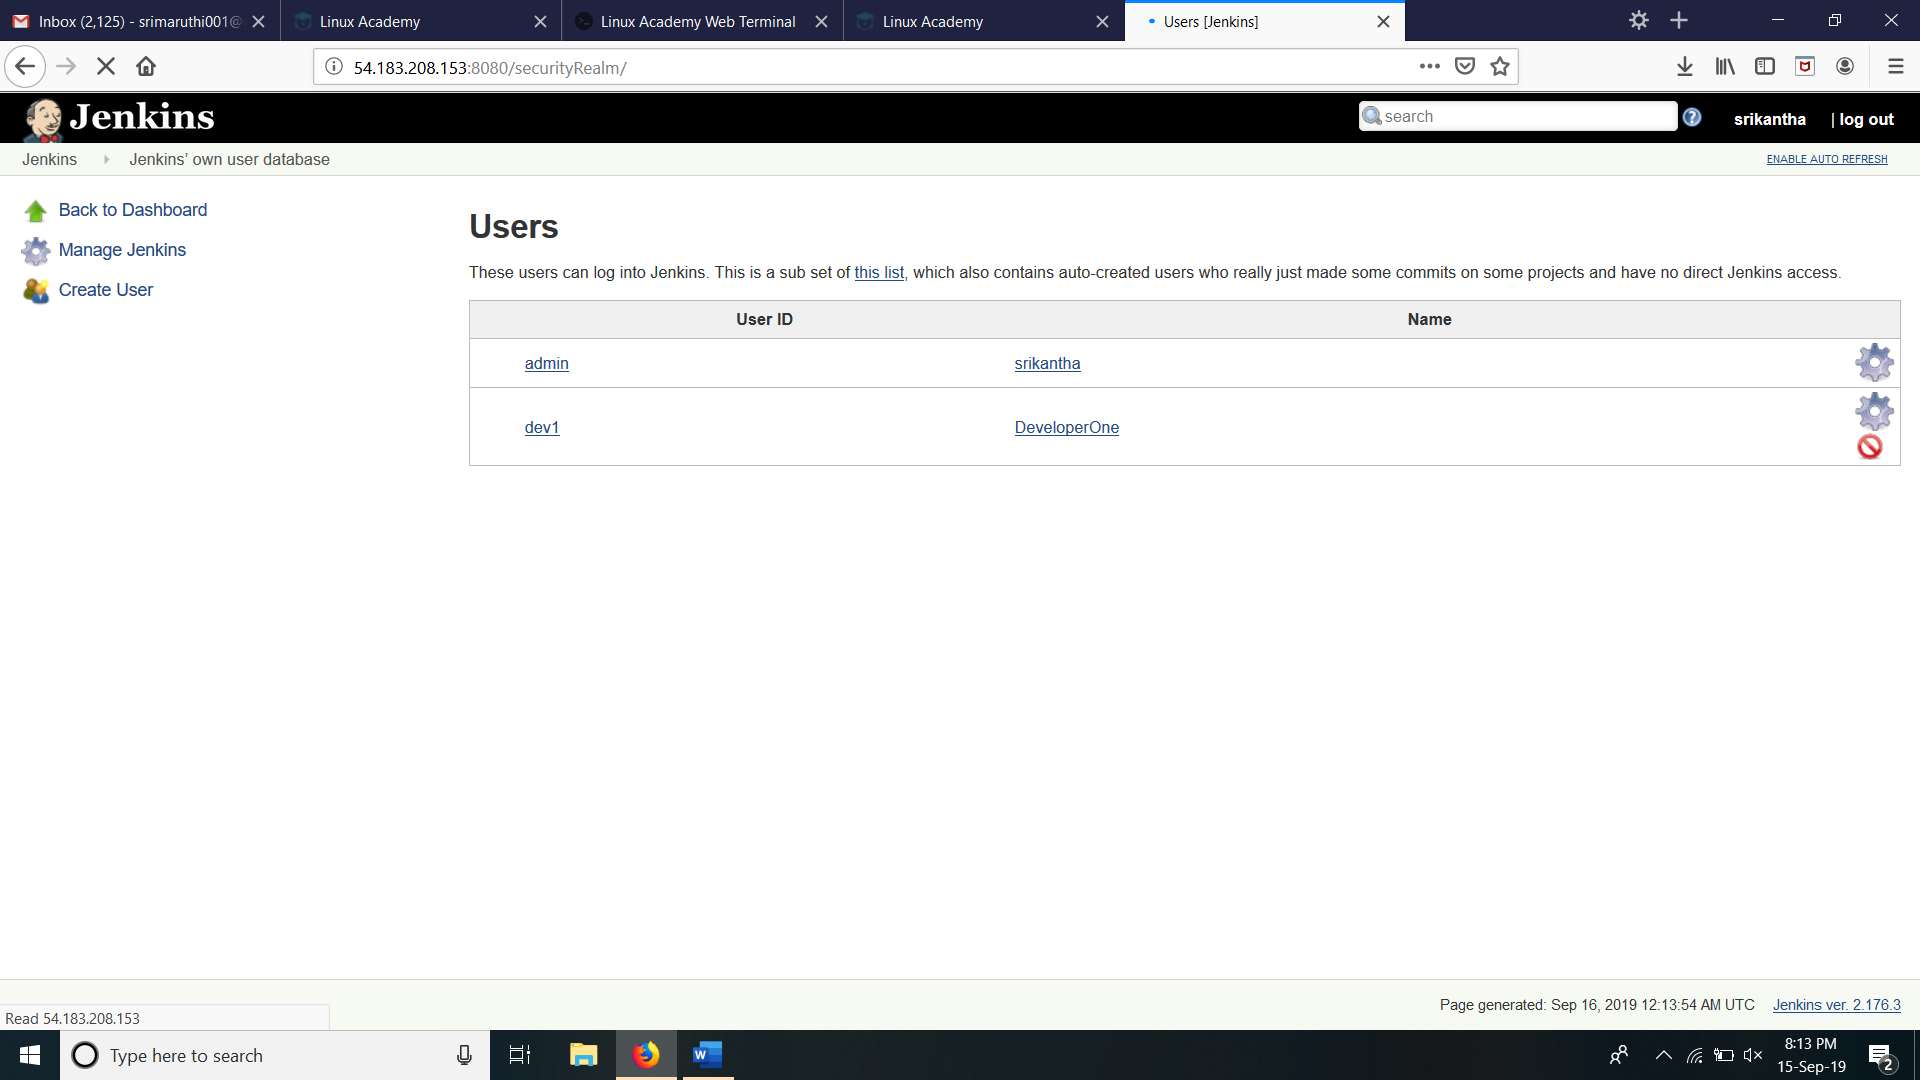 Inbox (2,125) - srimaruthi001@
Linux Academy
Linux Academy Web Terminal
Linux Academy
Users [Jenkins]
54.183.208.153:8080/securityRealm/
Jenkins
search
srikantha
| log out
Jenkins
Jenkins’ own user database
ENABLE AUTO REFRESH
Back to Dashboard
Manage Jenkins
Create User
Users
These users can log into Jenkins. This is a sub set of this list, which also contains auto-created users who really just made some commits on some projects and have no direct Jenkins access.
User ID
Name
admin
srikantha
dev1
DeveloperOne
Page generated: Sep 16, 2019 12:13:54 AM UTC
Jenkins ver. 2.176.3
Read 54.183.208.153
Type here to search
W
8:13 PM
15-Sep-19
2